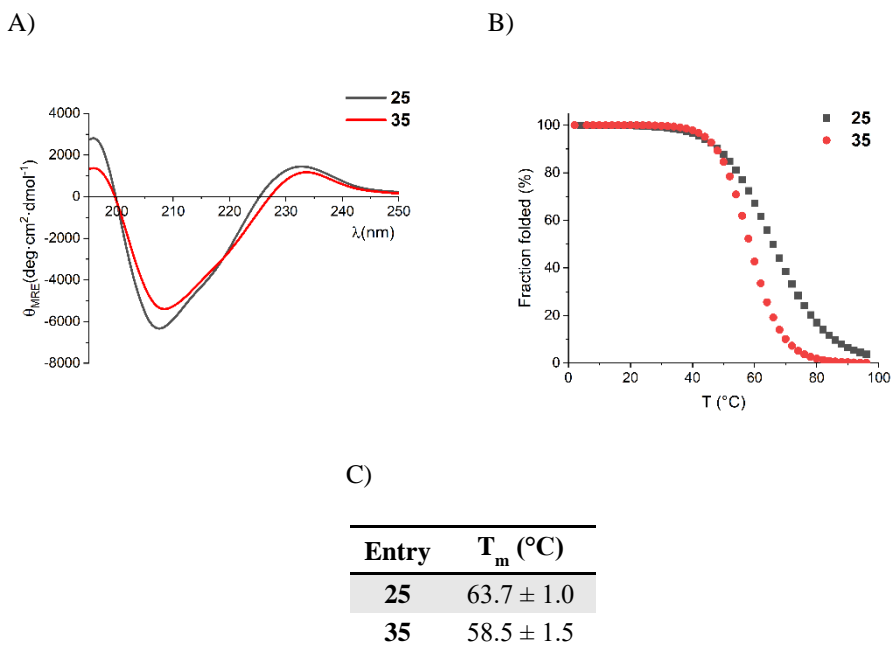 A)
B)
25
35
4000
2000
0
-2000
-4000
-6000
-8000
200
210
220
230
240
250
λ(nm)
θMRE(deg·cm²·dmol⁻¹)
25
35
100
80
60
40
20
0
0
20
40
60
80
100
Fraction folded (%)
T (°C)
C)
Entry Tm (°C)
25 63.7 ± 1.0
35 58.5 ± 1.5